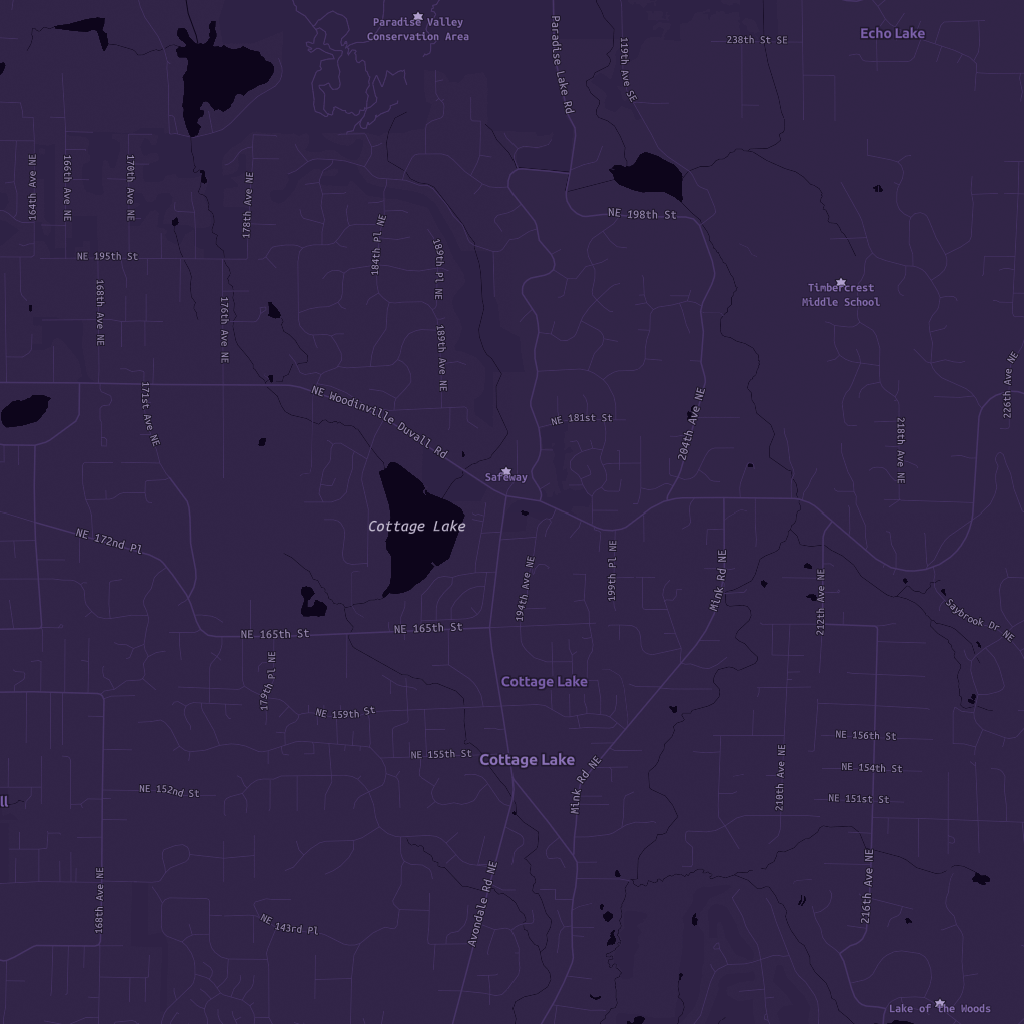 Paradise Valley
Conservation Area
Paradise Lake Rd
119th Ave SE
238th St SE
Echo Lake
164th Ave NE
166th Ave NE
170th Ave NE
178th Ave NE
184th Pl NE
189th Pl NE
NE 198th St
NE 195th St
168th Ave NE
176th Ave NE
189th Ave NE
Timbercrest
Middle School
226th Ave NE
171st Ave NE
NE Woodinville Duvall Rd
NE 181st St
204th Ave NE
218th Ave NE
Safeway
Cottage Lake
NE 172nd Pl
194th Ave NE
199th Pl NE
Mink Rd NE
212th Ave NE
Saybrook Dr NE
NE 165th St
NE 165th St
179th Pl NE
Cottage Lake
NE 159th St
NE 155th St
Cottage Lake
Mink Rd NE
210th Ave NE
NE 156th St
NE 154th St
NE 151st St
ll
NE 152nd St
168th Ave NE
NE 143rd Pl
Avondale Rd NE
216th Ave NE
Lake of the Woods